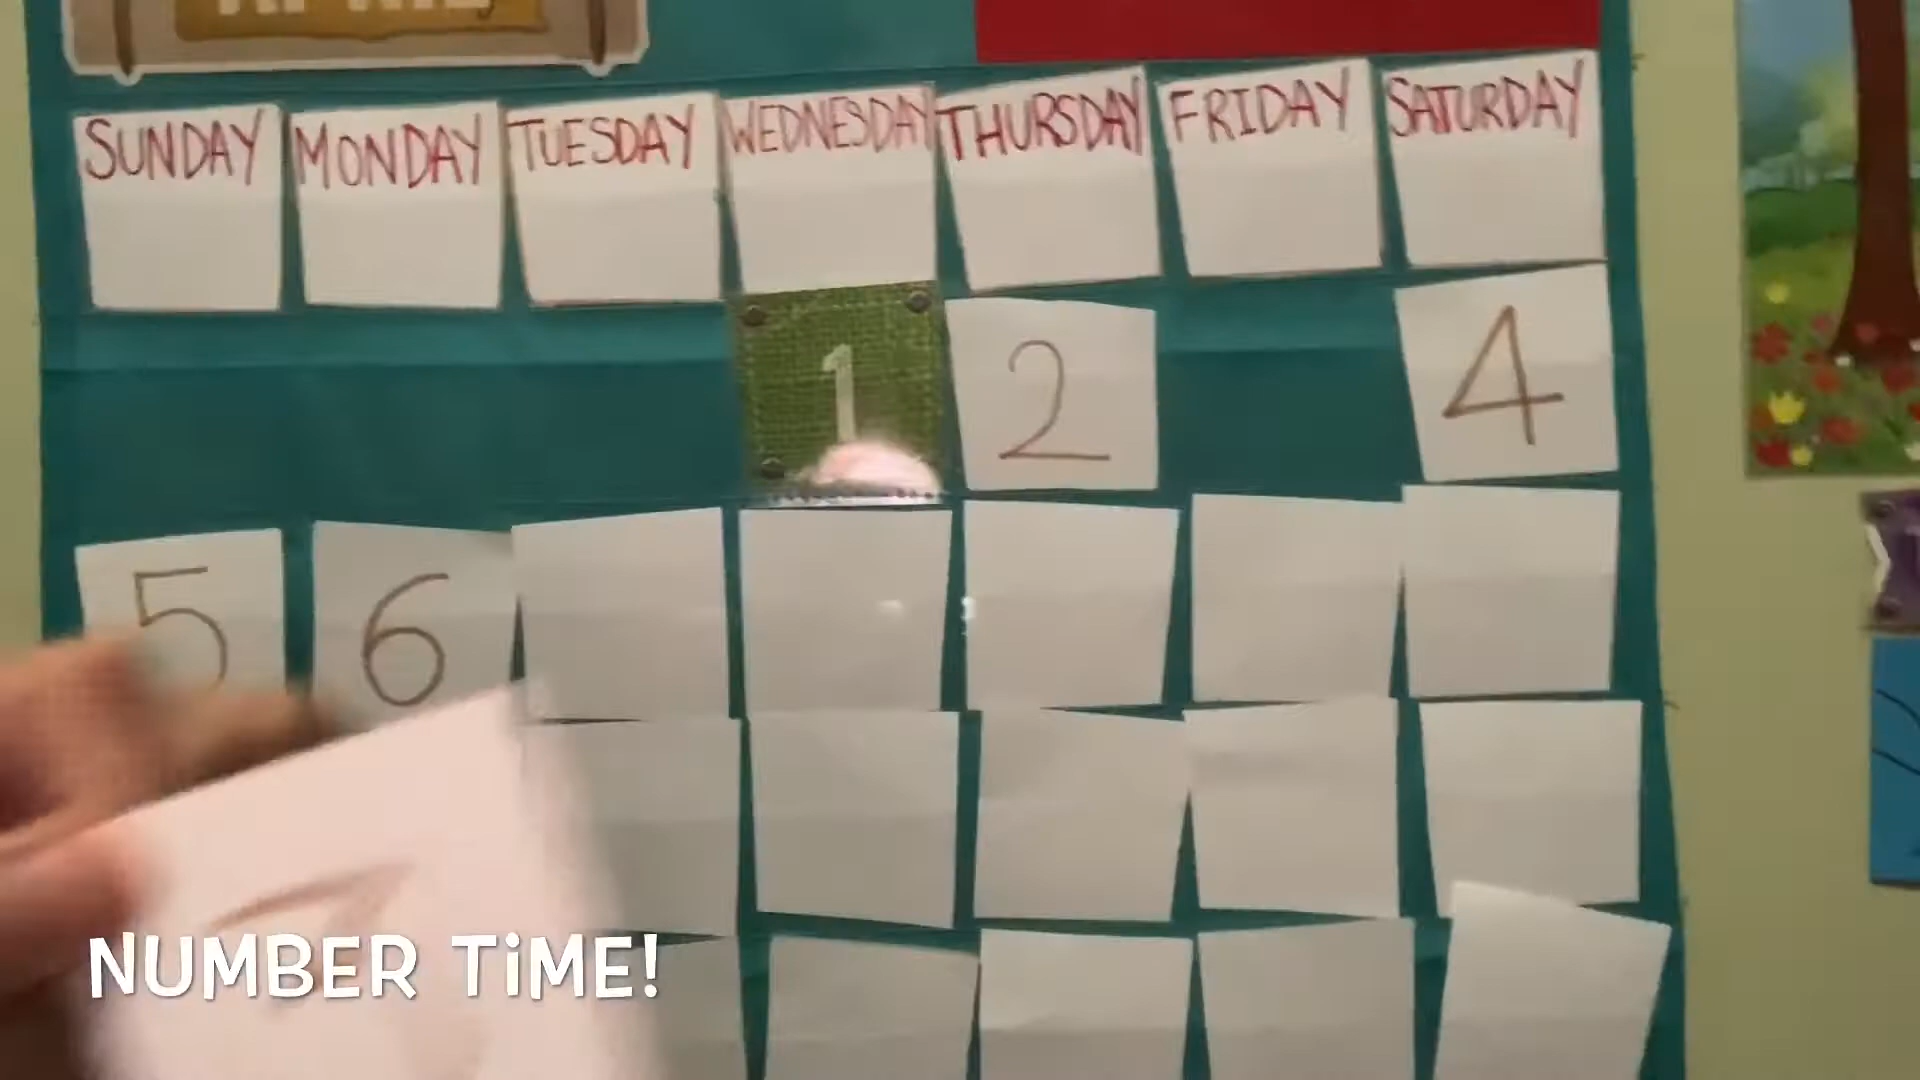 SUNDAY MONDAY TUESDAY WEDNESDAY THURSDAY FRIDAY SATURDAY
1 2 4
5 6
NUMBER TiME!